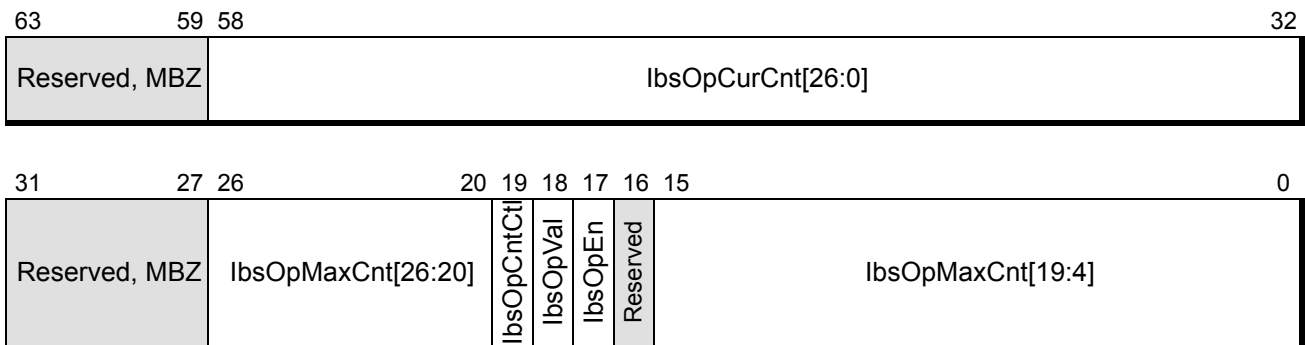 63 59 58 32
Reserved, MBZ IbsOpCurCnt[26:0]
31 27 26 20 19 18 17 16 15 0
Reserved, MBZ IbsOpMaxCnt[26:20] IbsOpCntCtl IbsOpVal IbsOpEn Reserved IbsOpMaxCnt[19:4]